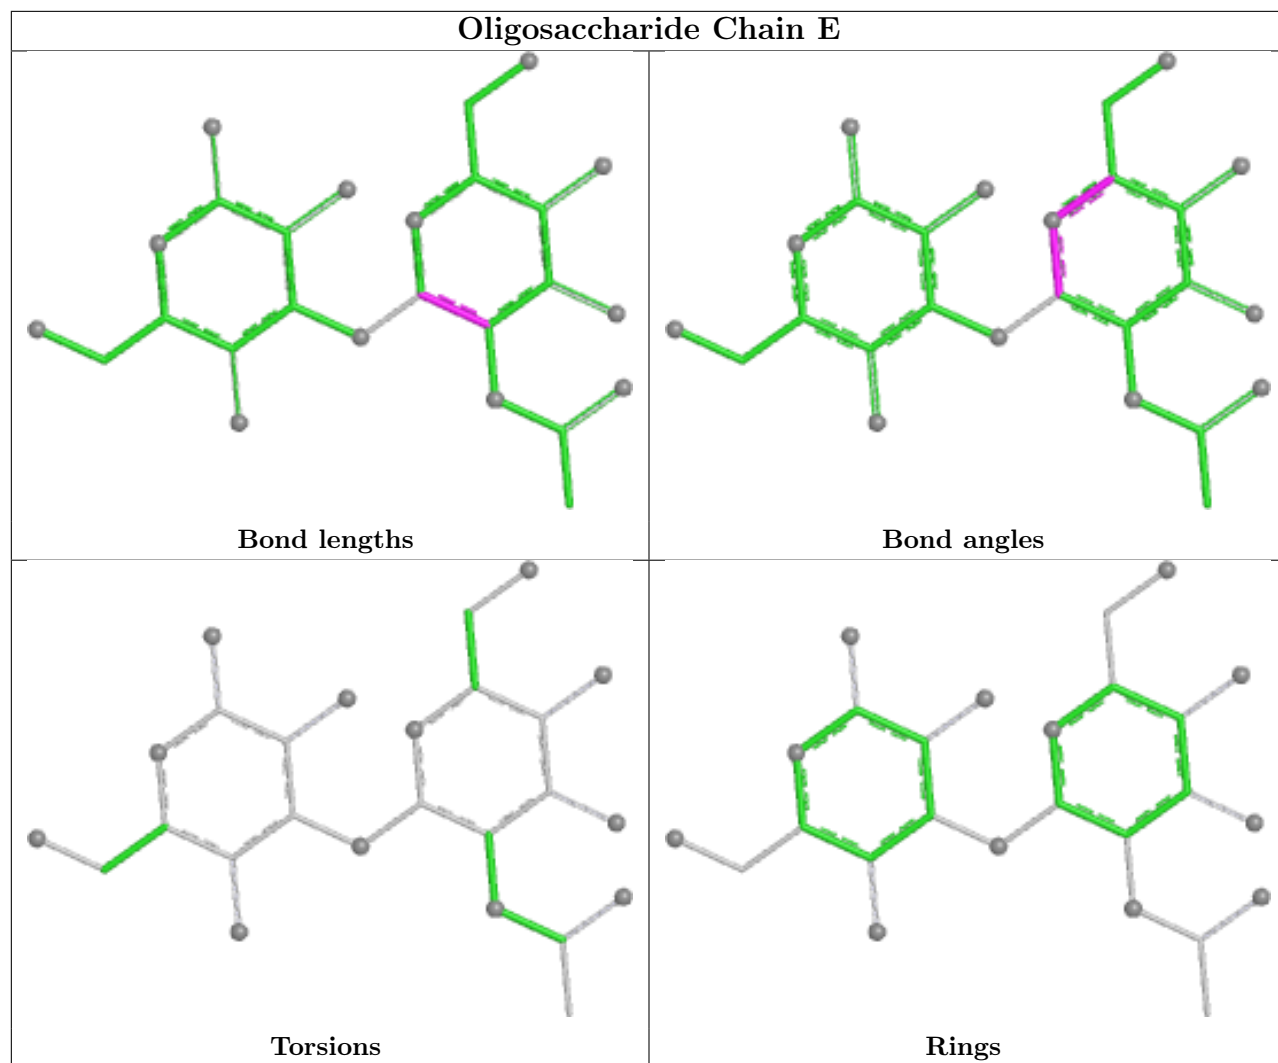 Oligosaccharide Chain E
Bond lengths
Bond angles
Torsions
Rings